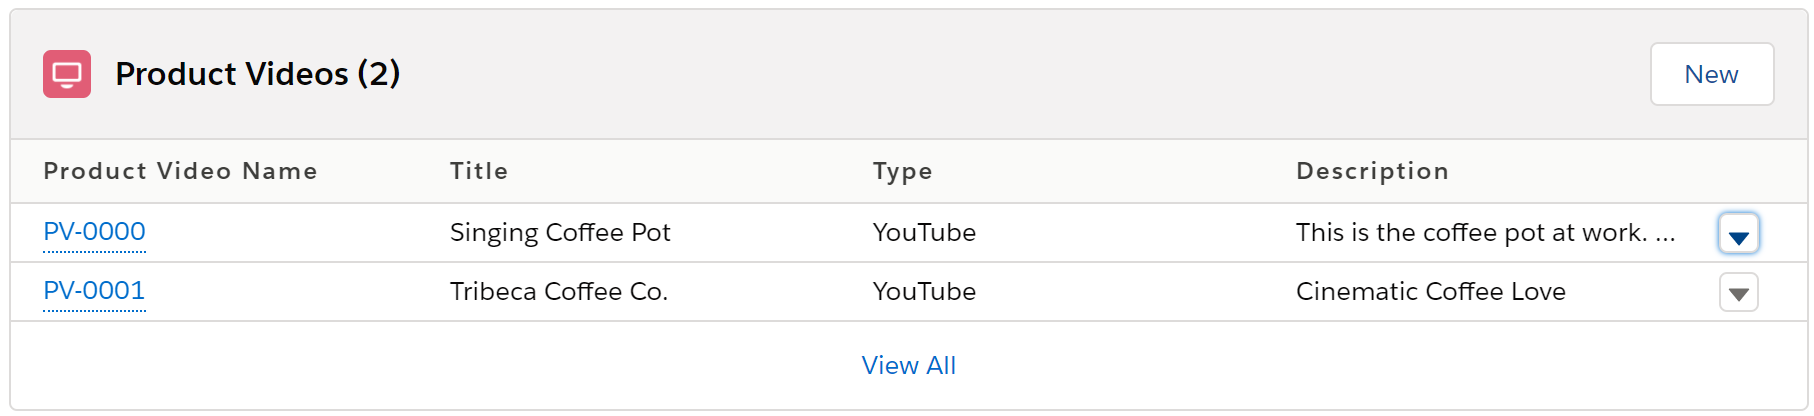 Product Videos (2)
New
Product Video Name Title Type Description
PV-0000 Singing Coffee Pot YouTube This is the coffee pot at work. ...
PV-0001 Tribeca Coffee Co. YouTube Cinematic Coffee Love
View All